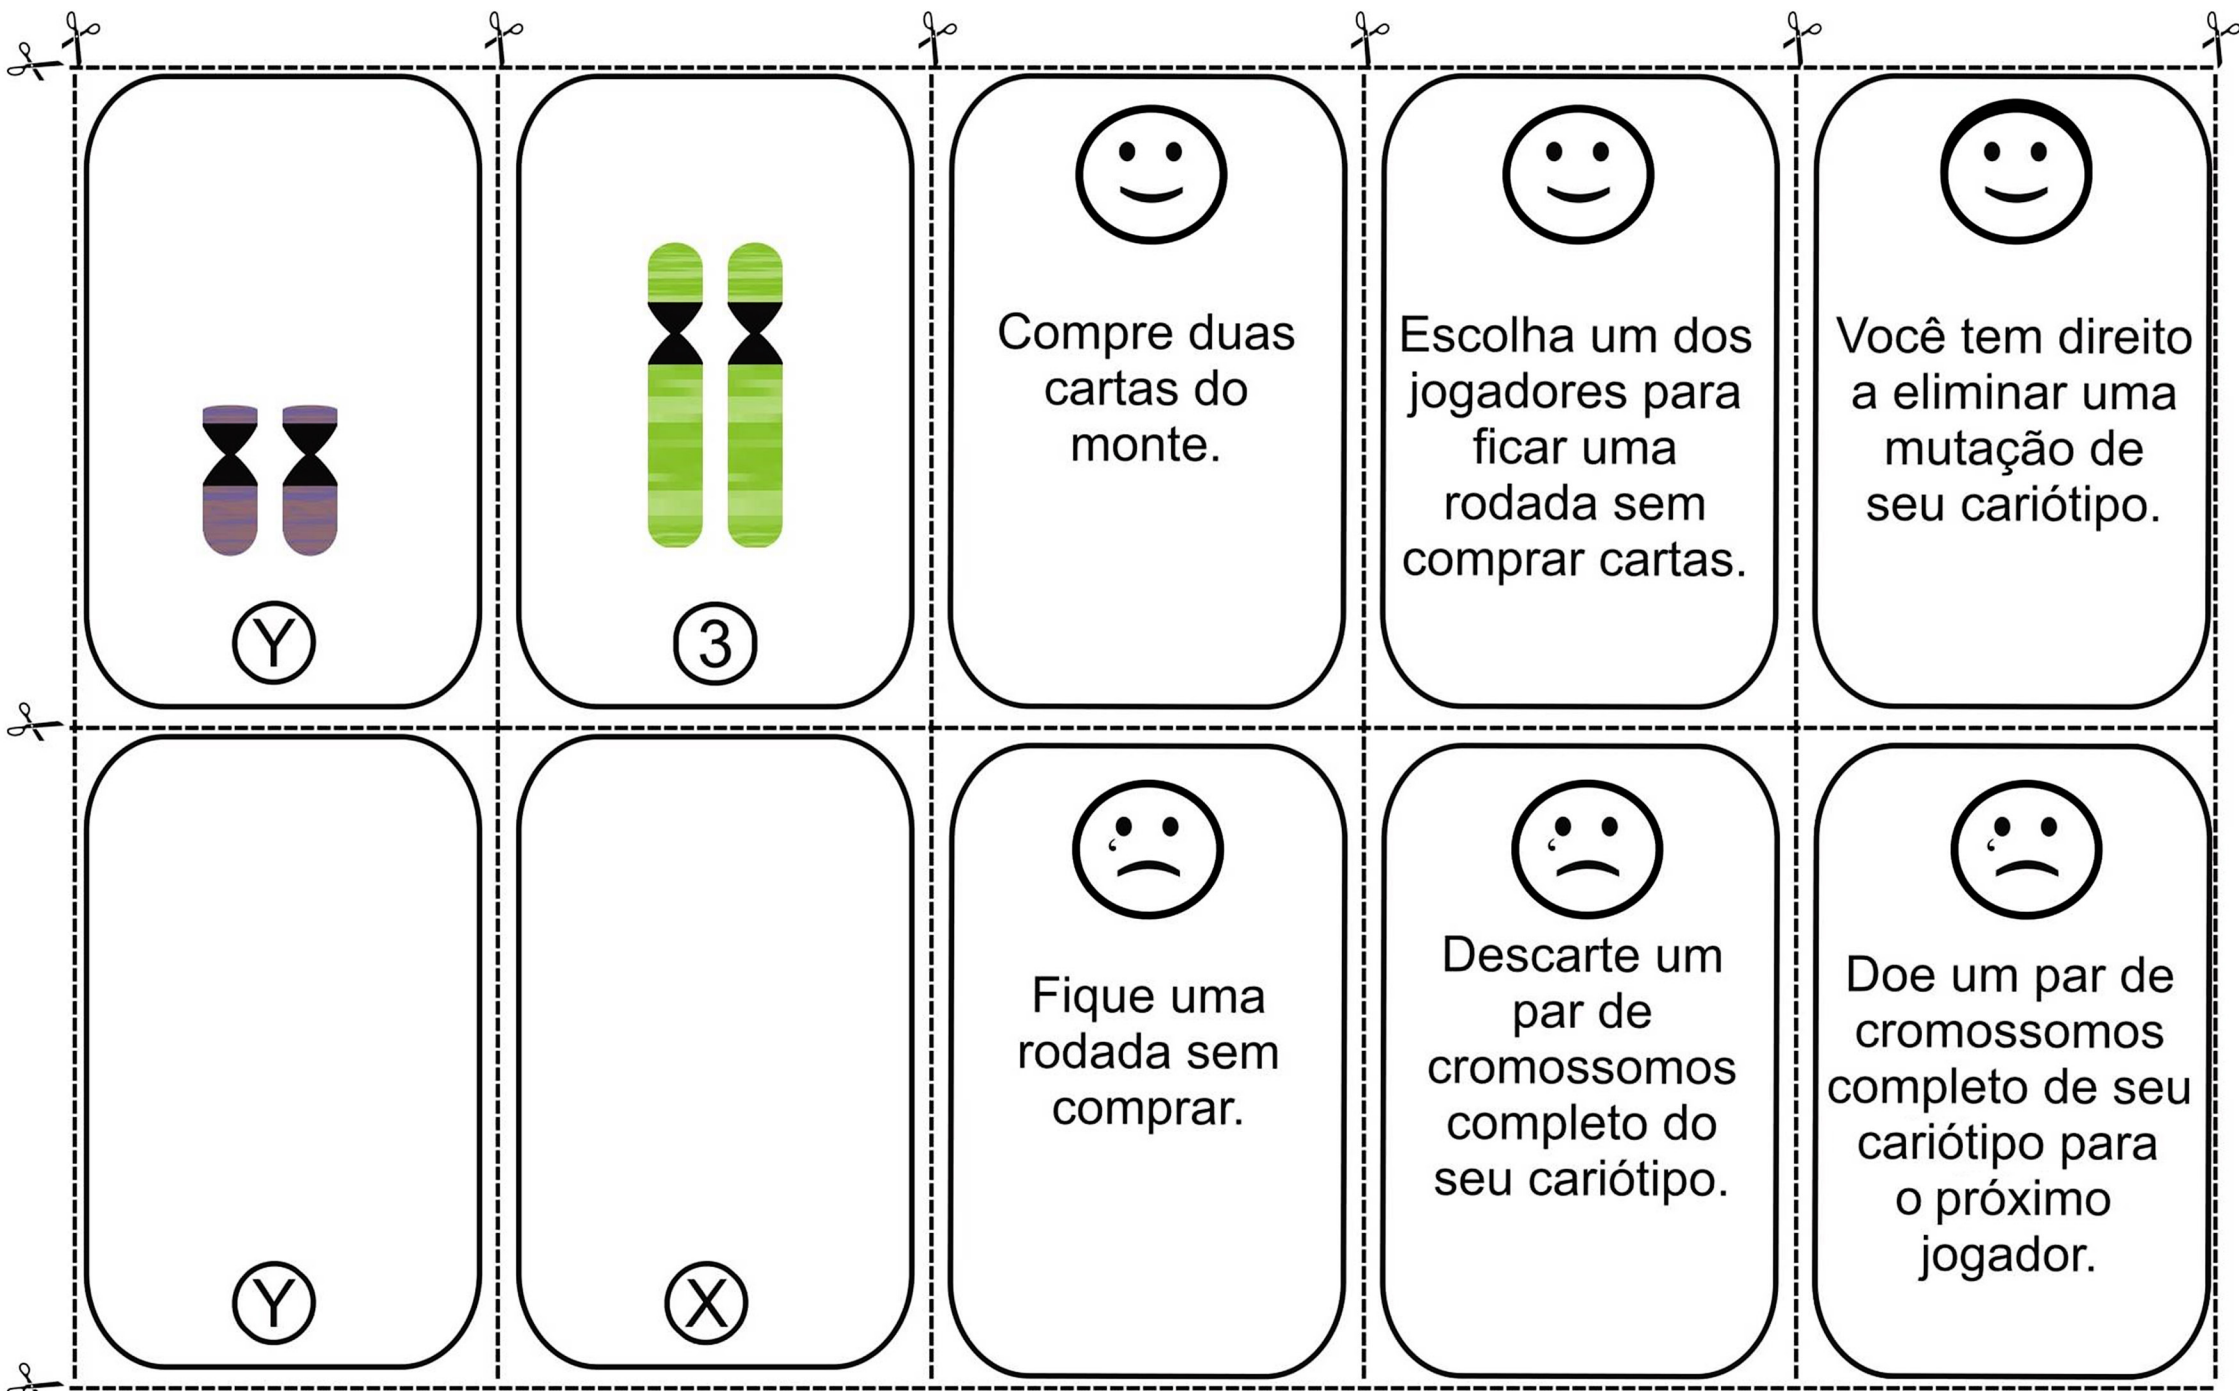 Y
3
Compre duas
cartas do
monte.
Escolha um dos
jogadores para
ficar uma
rodada sem
comprar cartas.
Você tem direito
a eliminar uma
mutação de
seu cariótipo.
Y
X
Fique uma
rodada sem
comprar.
Descarte um
par de
cromossomos
completo do
seu cariótipo.
Doe um par de
cromossomos
completo de seu
cariótipo para
o próximo
jogador.